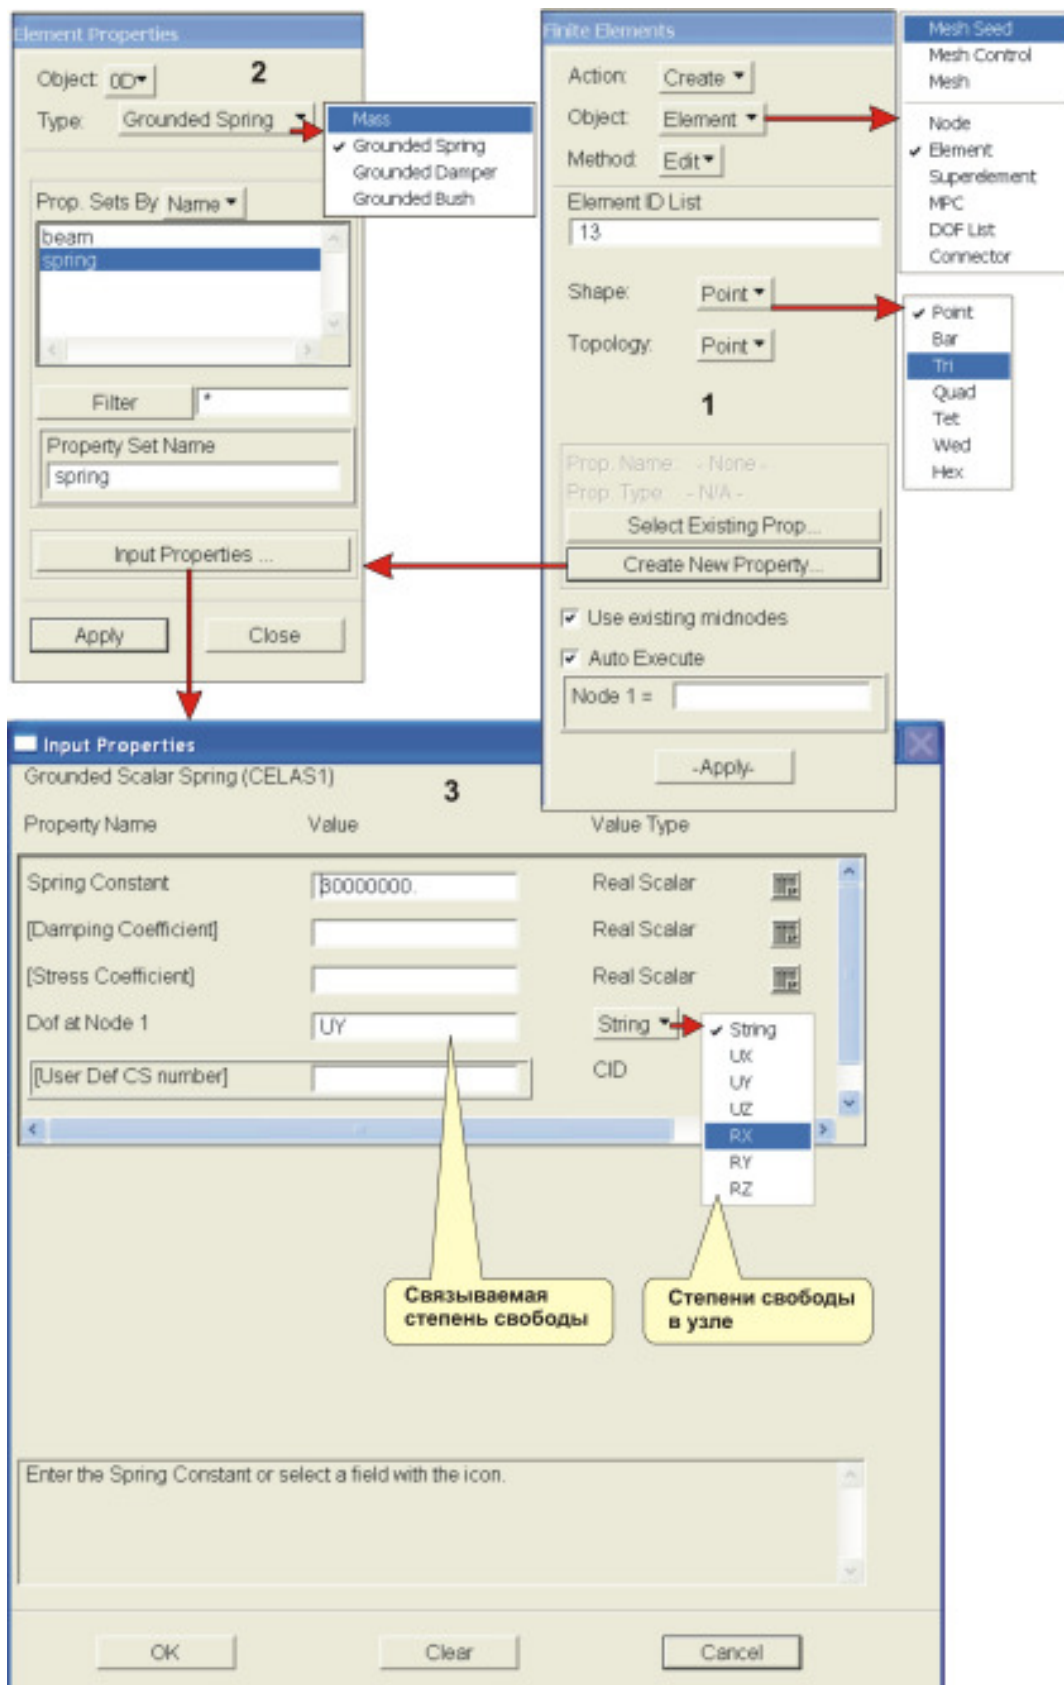 Element Properties
Object: 0D
2
Type: Grounded Spring
Mass
Grounded Spring
Grounded Damper
Grounded Bush
Prop. Sets By Name
beam
spring
Filter
*
Property Set Name
spring
Input Properties ...
Apply
Close
Finite Elements
Action: Create
Object: Element
Method: Edit
Element ID List
13
Shape: Point
Topology: Point
1
Prop. Name: - None -
Prop. Type: - N/A -
Select Existing Prop...
Create New Property...
Use existing midnodes
Auto Execute
Node 1 =
-Apply-
Mesh Seed
Mesh Control
Mesh
Node
Element
Superelement
MPC
DOF List
Connector
Point
Bar
Tri
Quad
Tet
Wed
Hex
Input Properties
Grounded Scalar Spring (CELAS1)
3
Property Name Value Value Type
Spring Constant 30000000. Real Scalar
[Damping Coefficient] Real Scalar
[Stress Coefficient] Real Scalar
Dof at Node 1 UY String
[User Def CS number] CID
String
UX
UY
UZ
RX
RY
RZ
Связываемая
степень свободы
Степени свободы
в узле
Enter the Spring Constant or select a field with the icon.
OK
Clear
Cancel